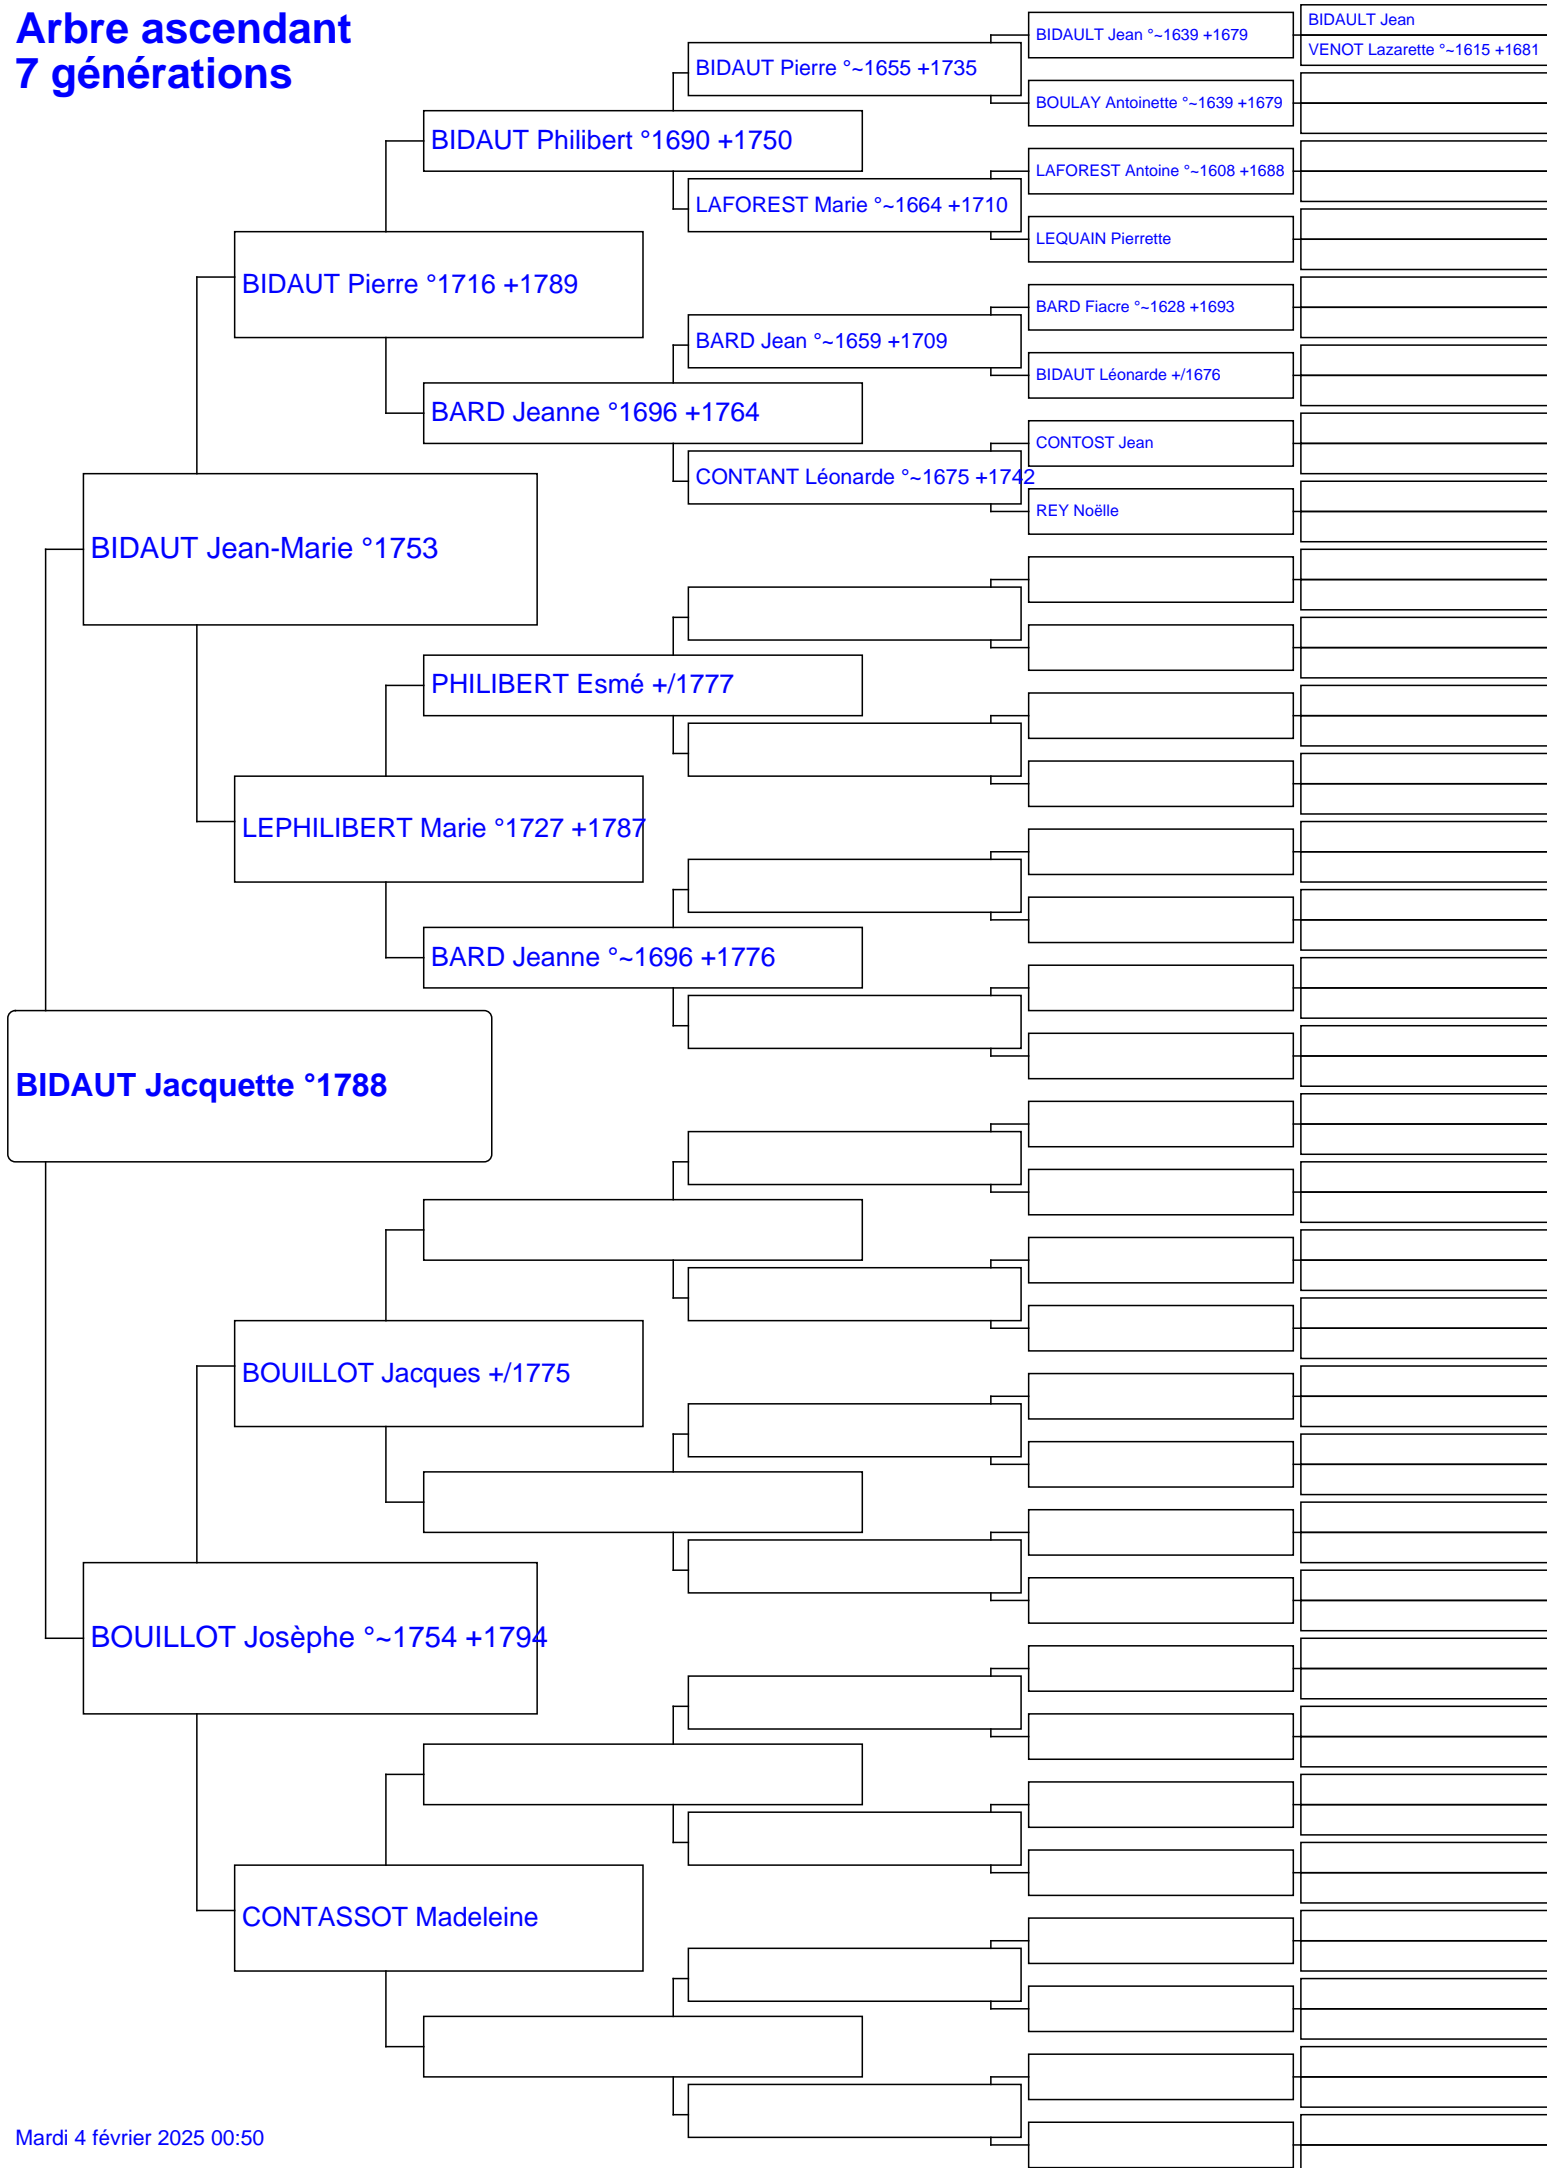 Arbre ascendant
7 générations
BIDAULT Jean
VENOT Lazarette °~1615 +1681
BIDAULT Jean °~1639 +1679
BIDAUT Pierre °~1655 +1735
BOULAY Antoinette °~1639 +1679
BIDAUT Philibert °1690 +1750
LAFOREST Antoine °~1608 +1688
LAFOREST Marie °~1664 +1710
LEQUAIN Pierrette
BIDAUT Pierre °1716 +1789
BARD Fiacre °~1628 +1693
BARD Jean °~1659 +1709
BIDAUT Léonarde +/1676
BARD Jeanne °1696 +1764
CONTOST Jean
CONTANT Léonarde °~1675 +1742
REY Noëlle
BIDAUT Jean-Marie °1753
PHILIBERT Esmé +/1777
LEPHILIBERT Marie °1727 +1787
BARD Jeanne °~1696 +1776
BIDAUT Jacquette °1788
BOUILLOT Jacques +/1775
BOUILLOT Josèphe °~1754 +1794
CONTASSOT Madeleine
Mardi 4 février 2025 00:50